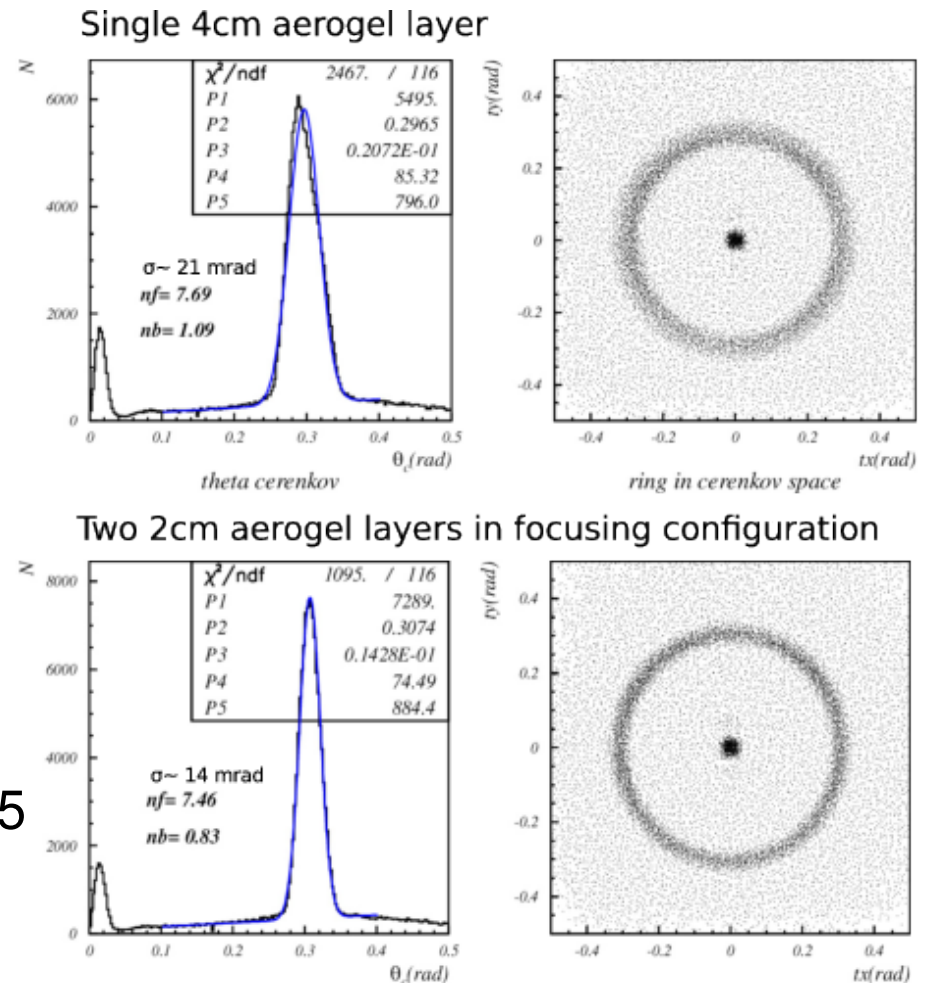 Single 4cm aerogel layer
N
6000
4000
2000
0
χ²/ndf 2467. / 116
P1 5495.
P2 0.2965
P3 0.2072E-01
P4 85.32
P5 796.0
σ~ 21 mrad
nf= 7.69
nb= 1.09
0 0.1 0.2 0.3 0.4 0.5
θc(rad)
theta cerenkov
ty(rad)
0.4
0.2
0
-0.2
-0.4
-0.4 -0.2 0 0.2 0.4
tx(rad)
ring in cerenkov space
Two 2cm aerogel layers in focusing configuration
N
8000
6000
4000
2000
0
χ²/ndf 1095. / 116
P1 7289.
P2 0.3074
P3 0.1428E-01
P4 74.49
P5 884.4
σ~ 14 mrad
nf= 7.46
nb= 0.83
5
0 0.1 0.2 0.3 0.4 0.5
θc(rad)
ty(rad)
0.4
0.2
0
-0.2
-0.4
-0.4 -0.2 0 0.2 0.4
tx(rad)